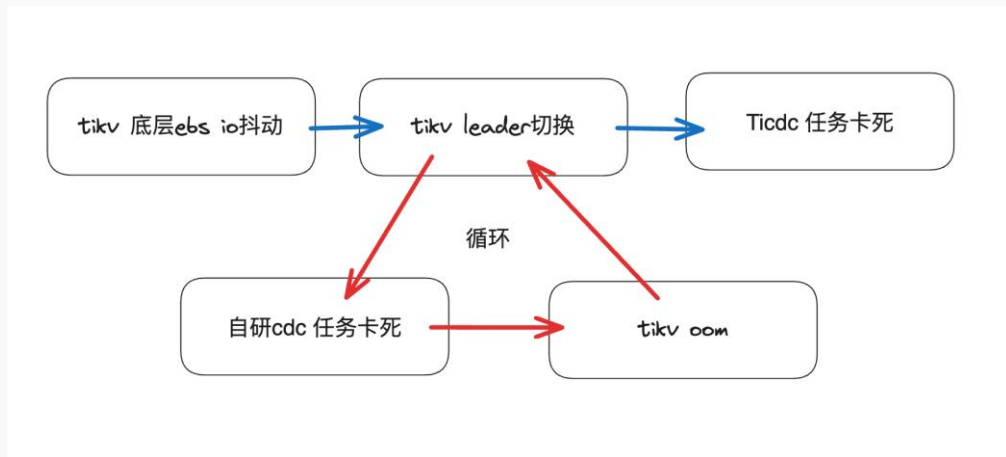 tikv 底层ebs io抖动
tikv leader切换
Ticdc 任务卡死
循环
自研cdc 任务卡死
tikv oom